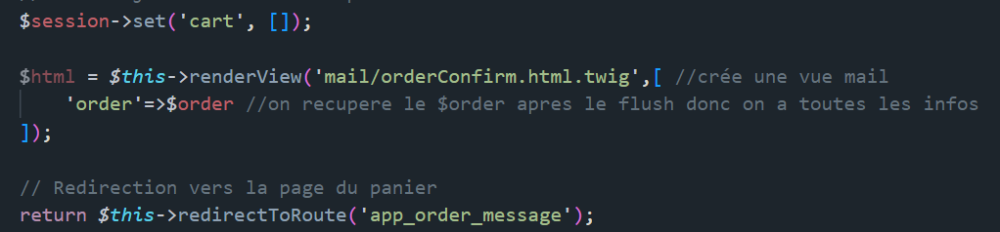 $session->set('cart', []);
$html = $this->renderView('mail/orderConfirm.html.twig',[ //crée une vue mail
'order'=>$order //on recupere le $order apres le flush donc on a toutes les infos
]);
// Redirection vers la page du panier
return $this->redirectToRoute('app_order_message');